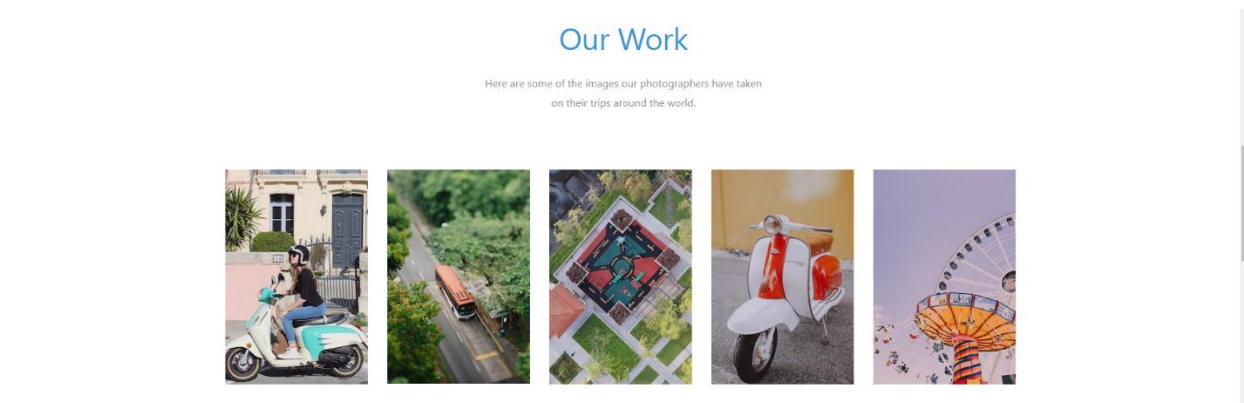 Our Work
Here are some of the images our photographers have taken
on their trips around the world.